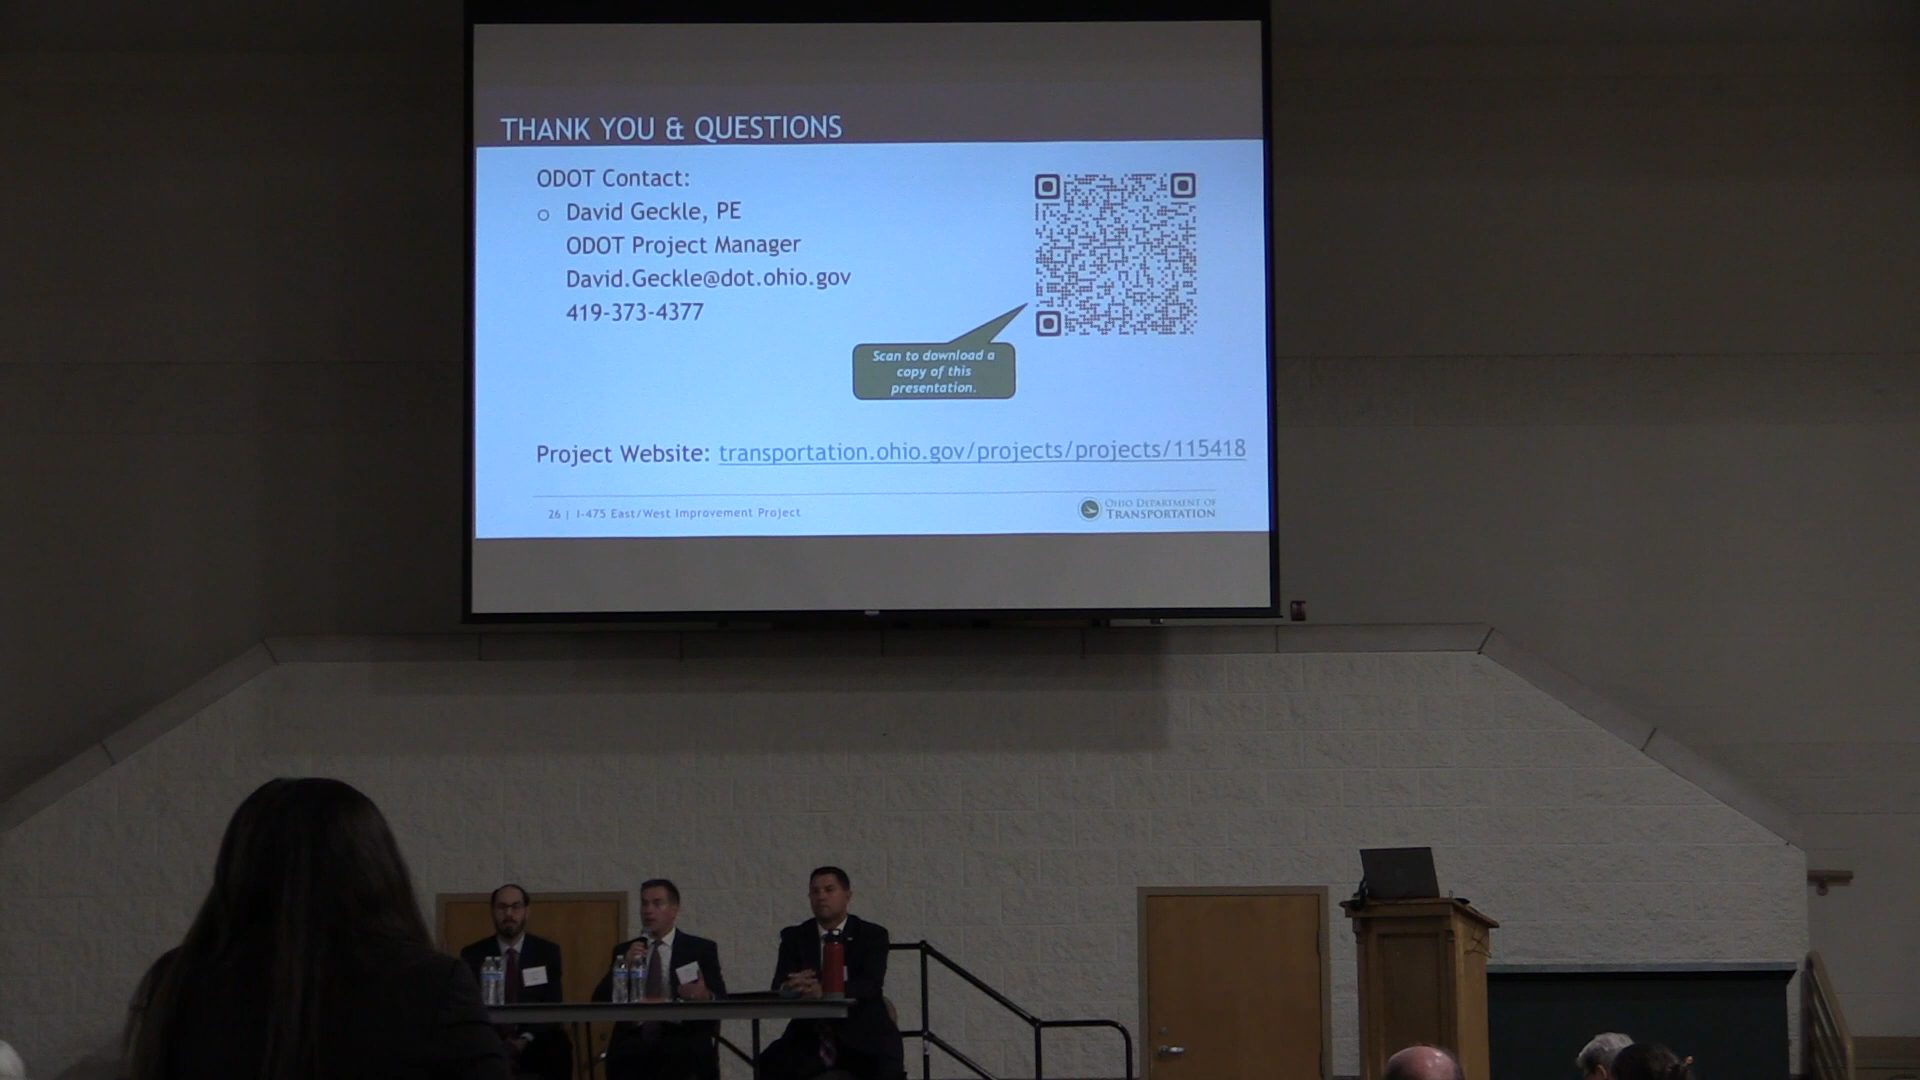 THANK YOU & QUESTIONS
ODOT Contact:
○ David Geckle, PE
ODOT Project Manager
David.Geckle@dot.ohio.gov
419-373-4377
Scan to download a
copy of this
presentation.
Project Website: transportation.ohio.gov/projects/projects/115418
26 | I-475 East/West Improvement Project
OHIO DEPARTMENT OF
TRANSPORTATION